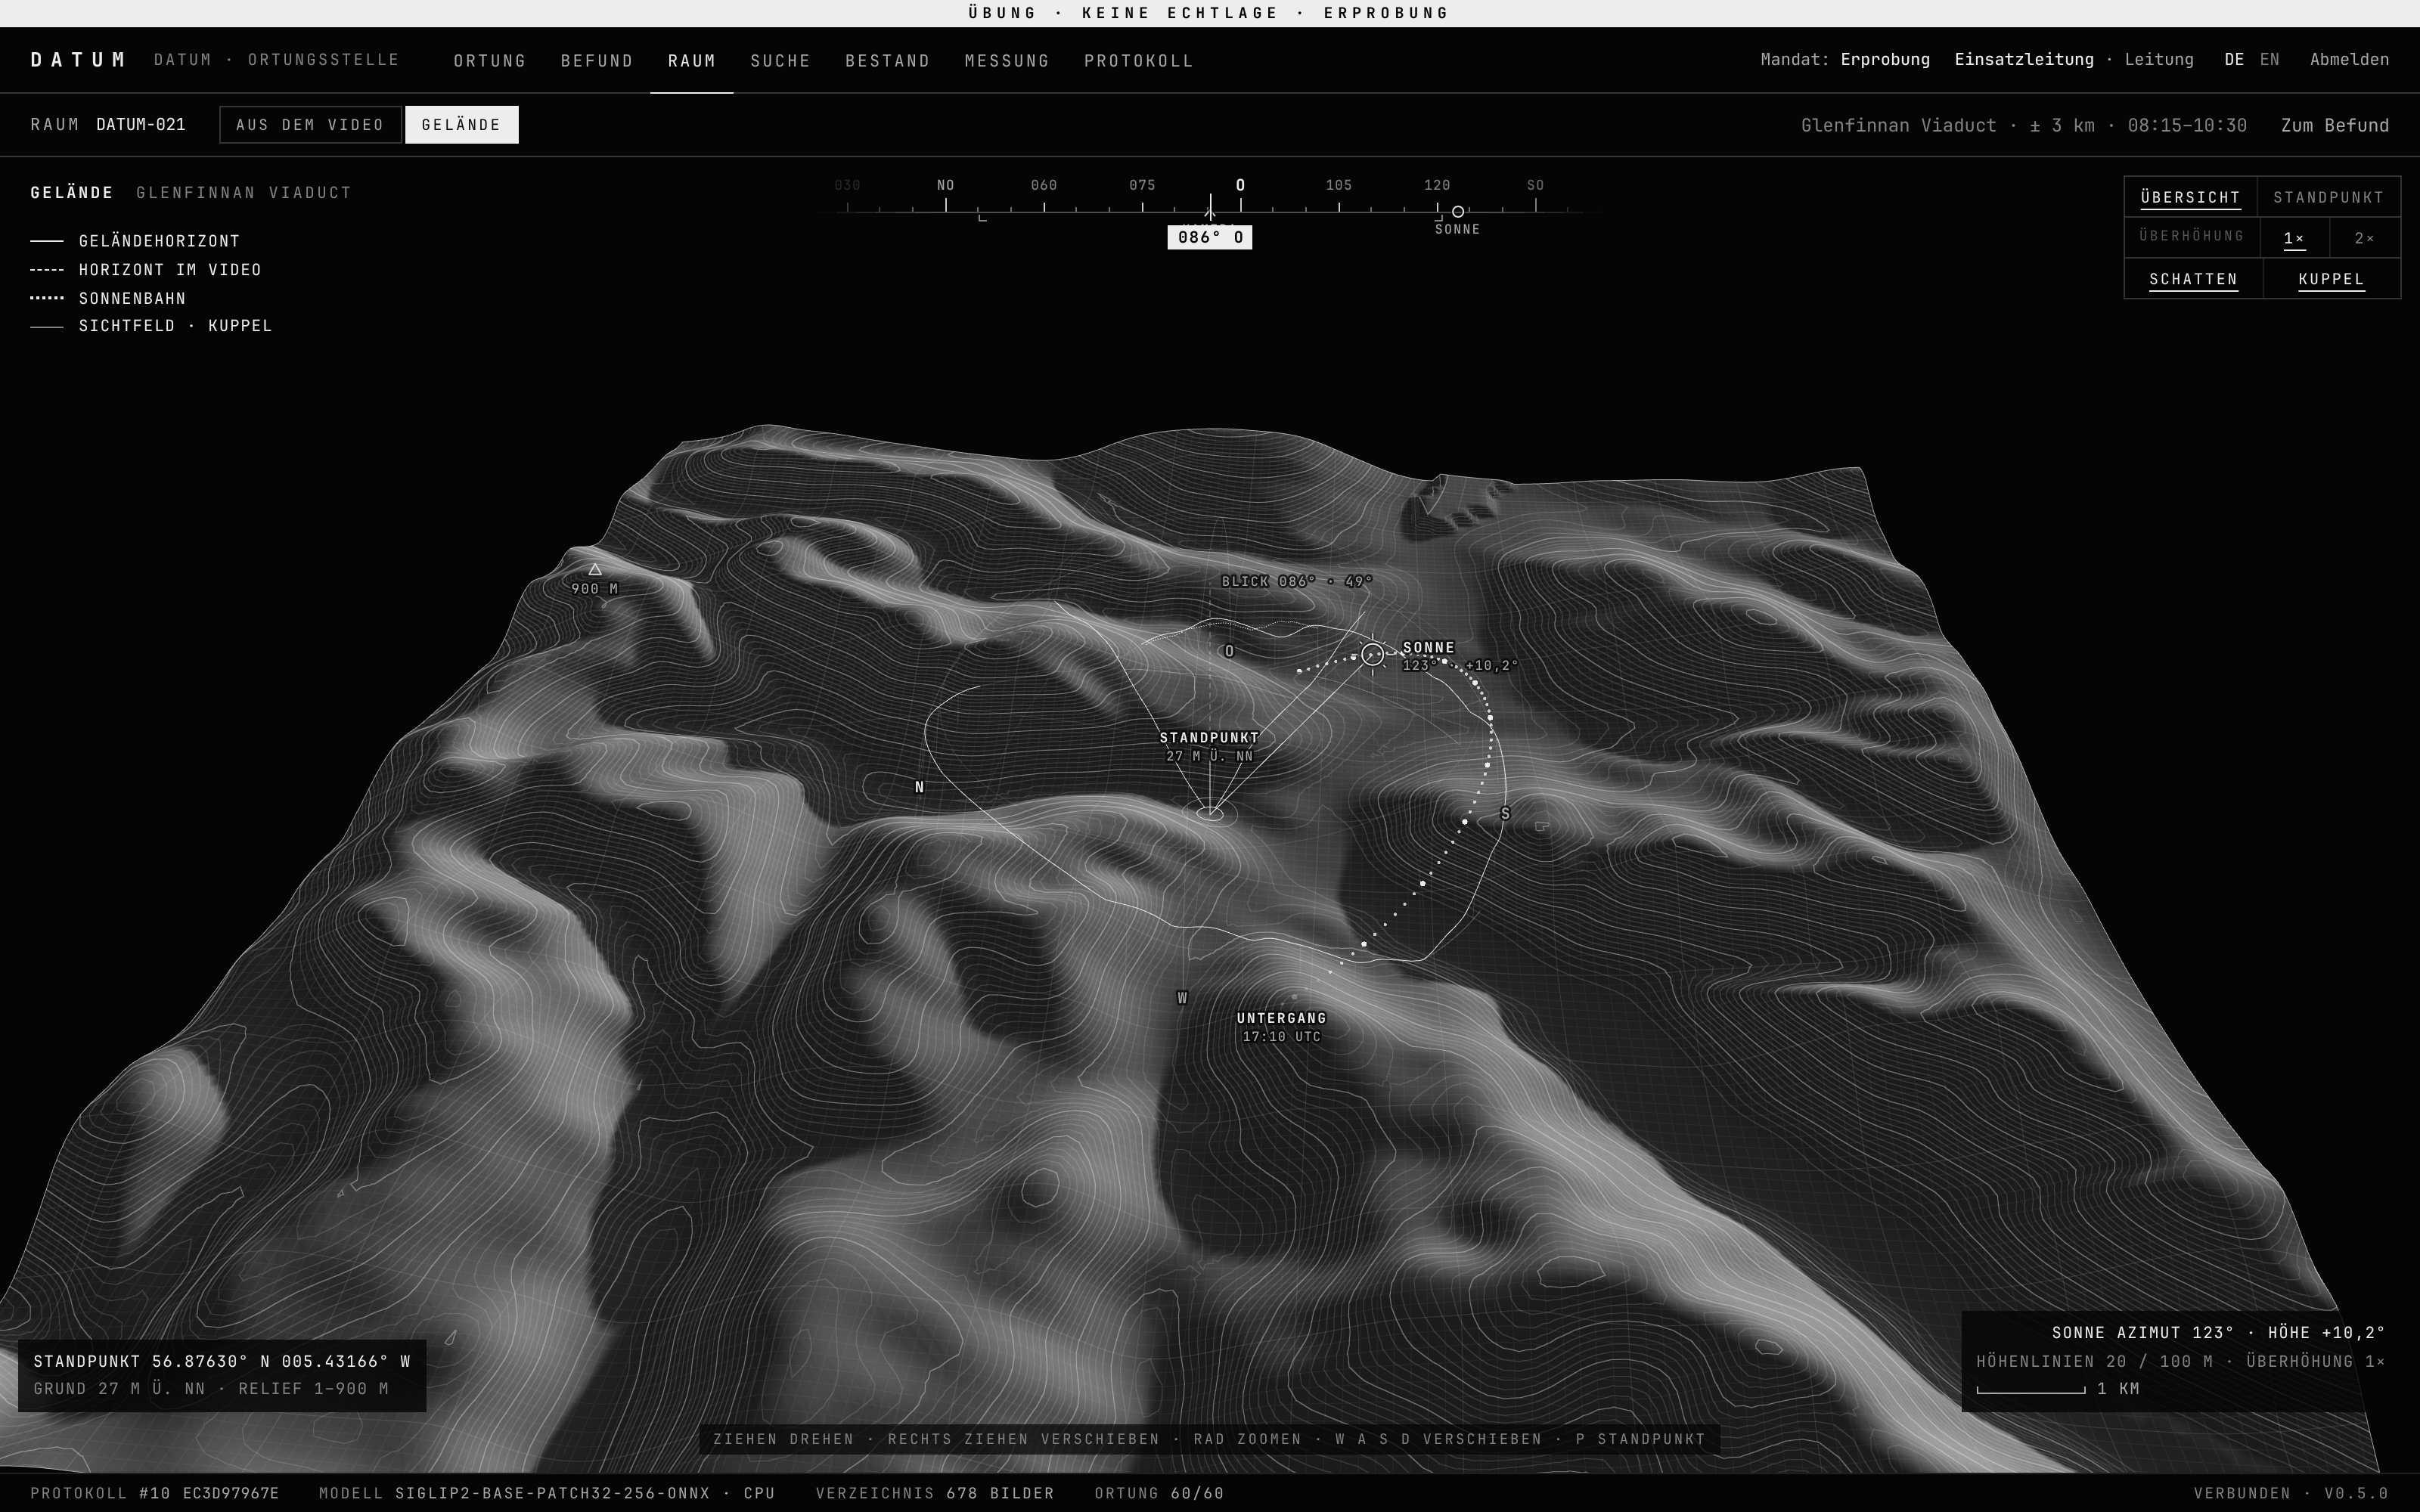 ÜBUNG · KEINE ECHTLAGE · ERPROBUNG
DATUM DATUM · ORTUNGSSTELLE ORTUNG BEFUND RAUM SUCHE BESTAND MESSUNG PROTOKOLL Mandat: Erprobung Einsatzleitung · Leitung DE EN Abmelden
RAUM DATUM-021 AUS DEM VIDEO GELÄNDE Glenfinnan Viaduct · ± 3 km · 08:15–10:30 Zum Befund
GELÄNDE GLENFINNAN VIADUCT
GELÄNDEHORIZONT
HORIZONT IM VIDEO
SONNENBAHN
SICHTFELD · KUPPEL
030 NO 060 075 O 105 120 SO
SONNE
086° O
ÜBERSICHT STANDPUNKT
ÜBERHÖHUNG 1× 2×
SCHATTEN KUPPEL
900 M
BLICK 086° · 49°
O
SONNE
123° · +10,2°
STANDPUNKT
27 M Ü. NN
N
S
W
UNTERGANG
17:10 UTC
STANDPUNKT 56.87630° N 005.43166° W
GRUND 27 M Ü. NN · RELIEF 1–900 M
SONNE AZIMUT 123° · HÖHE +10,2°
HÖHENLINIEN 20 / 100 M · ÜBERHÖHUNG 1×
1 KM
ZIEHEN DREHEN · RECHTS ZIEHEN VERSCHIEBEN · RAD ZOOMEN · W A S D VERSCHIEBEN · P STANDPUNKT
PROTOKOLL #10 EC3D97967E MODELL SIGLIP2-BASE-PATCH32-256-ONNX · CPU VERZEICHNIS 678 BILDER ORTUNG 60/60 VERBUNDEN · V0.5.0